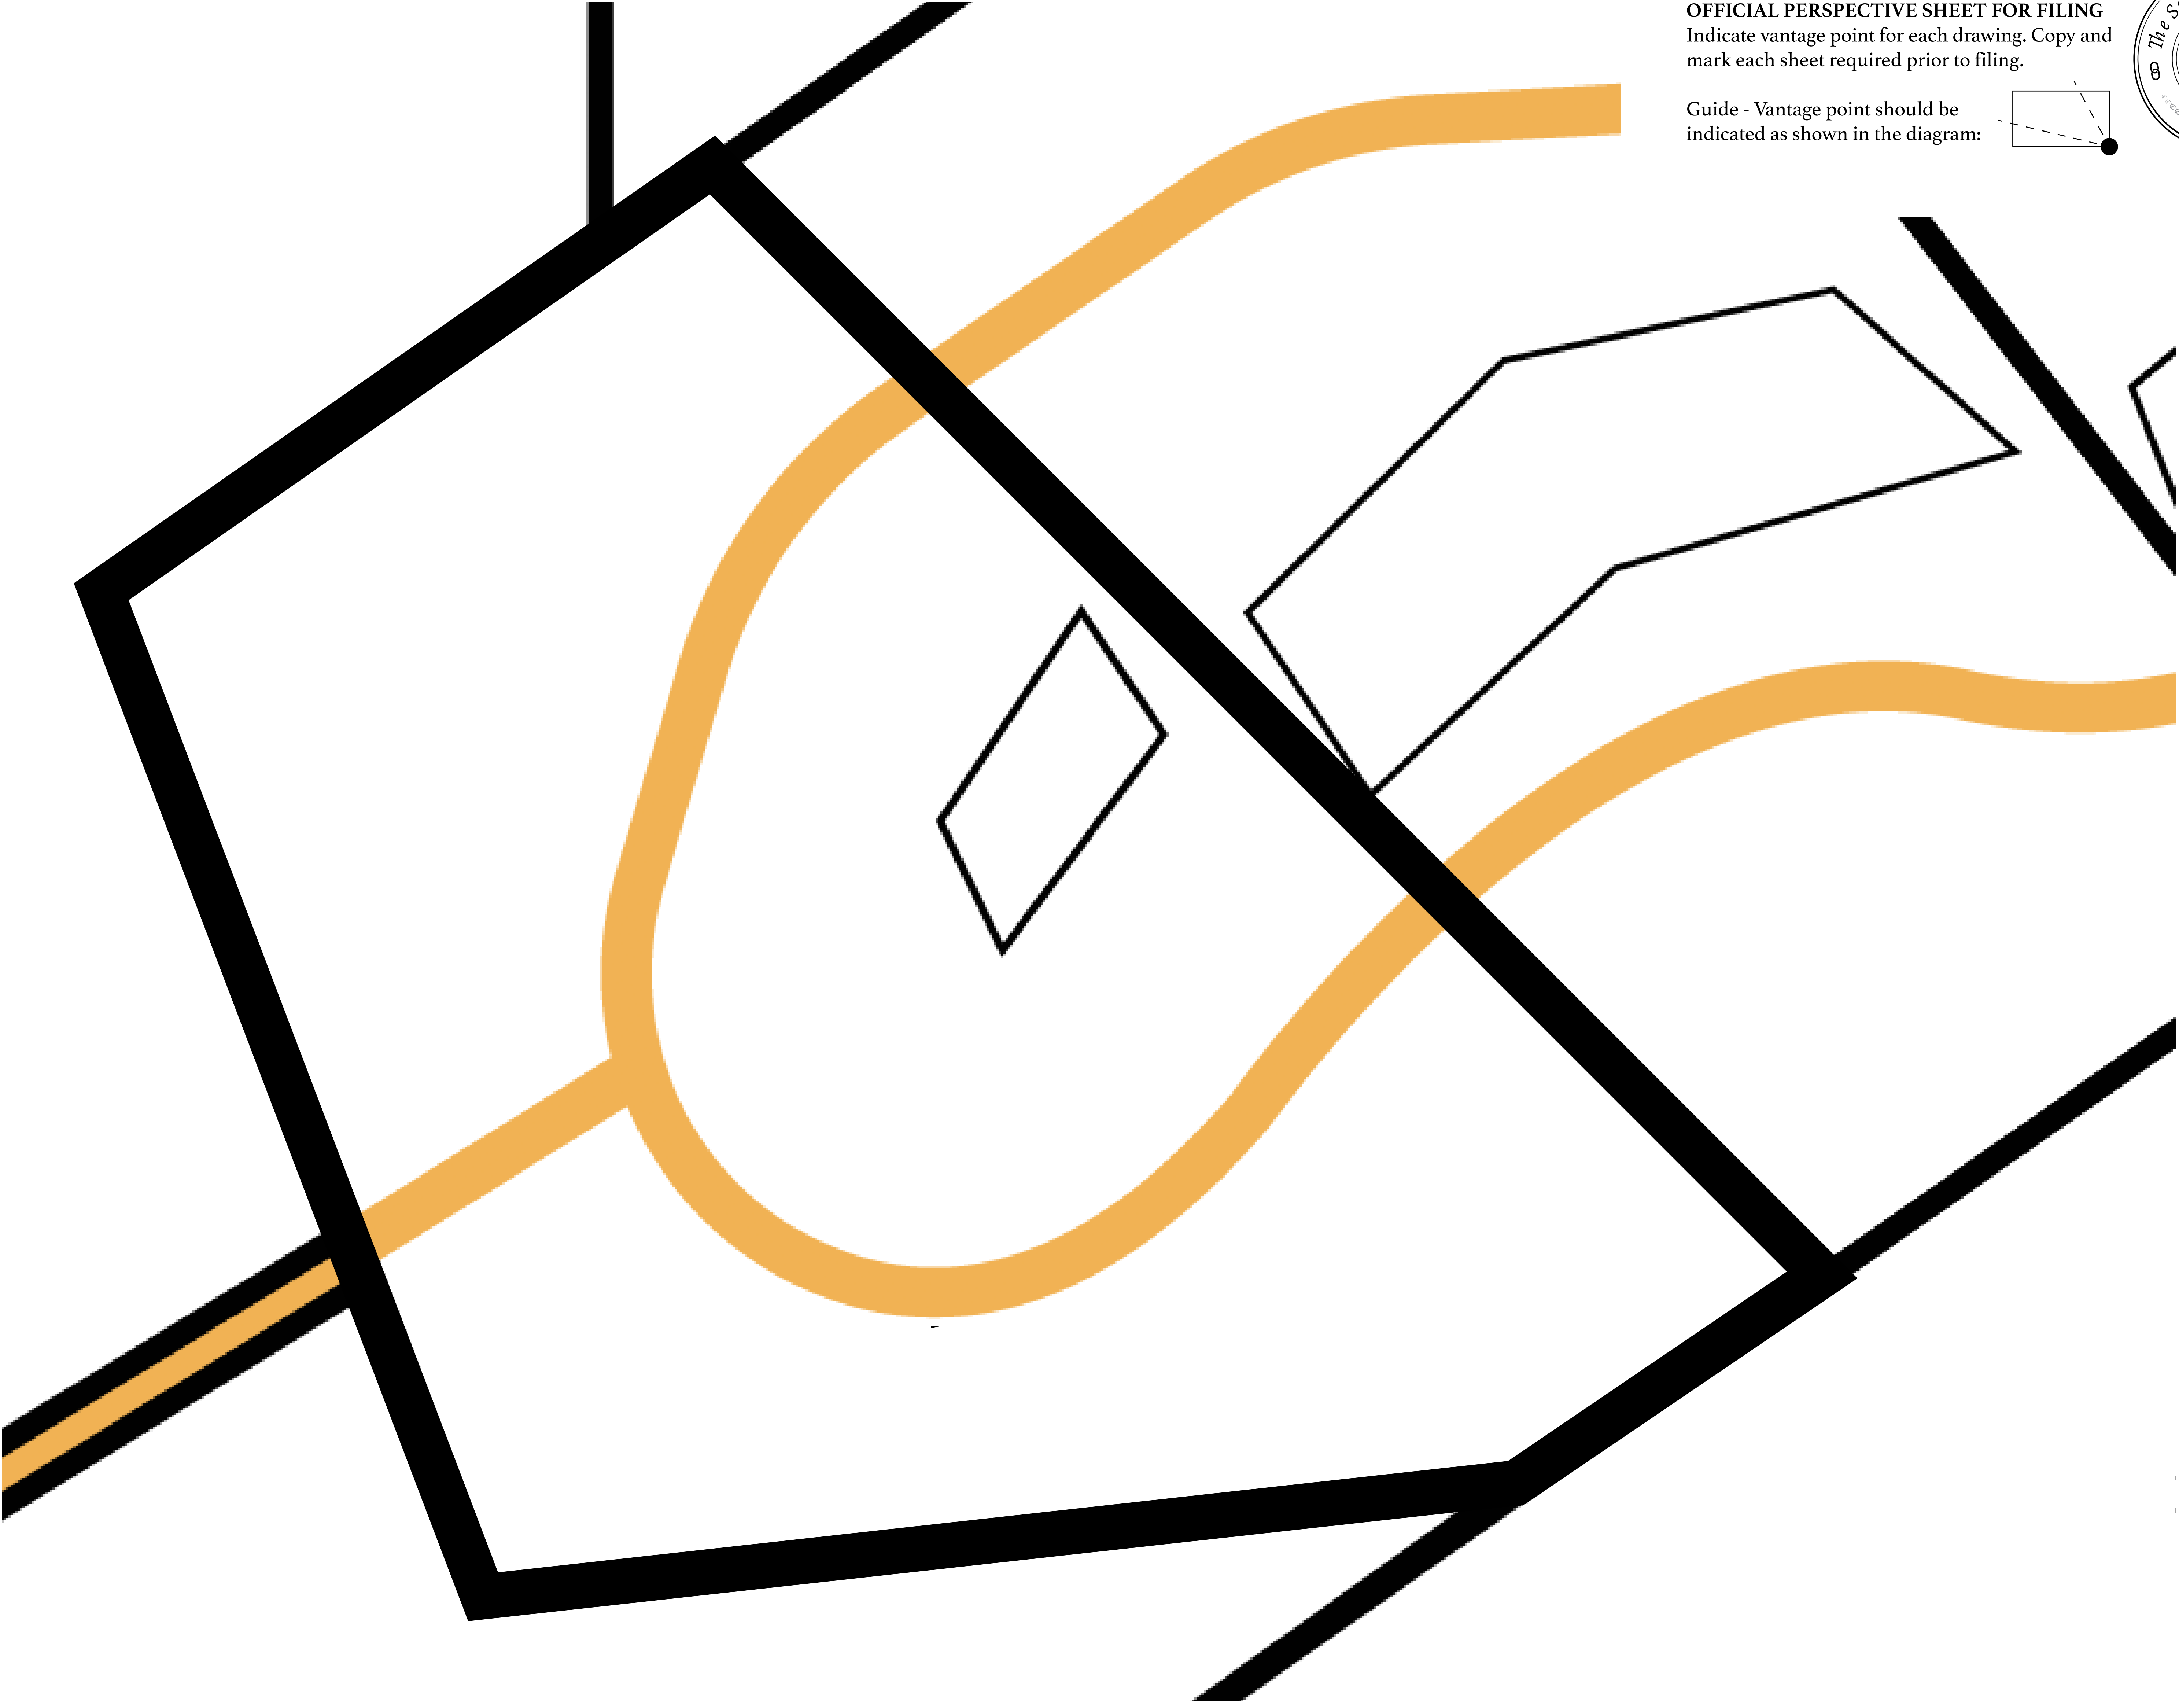 OFFICIAL PERSPECTIVE SHEET FOR FILING
Indicate vantage point for each drawing. Copy and
mark each sheet required prior to filing.
Guide - Vantage point should be
indicated as shown in the diagram:
The